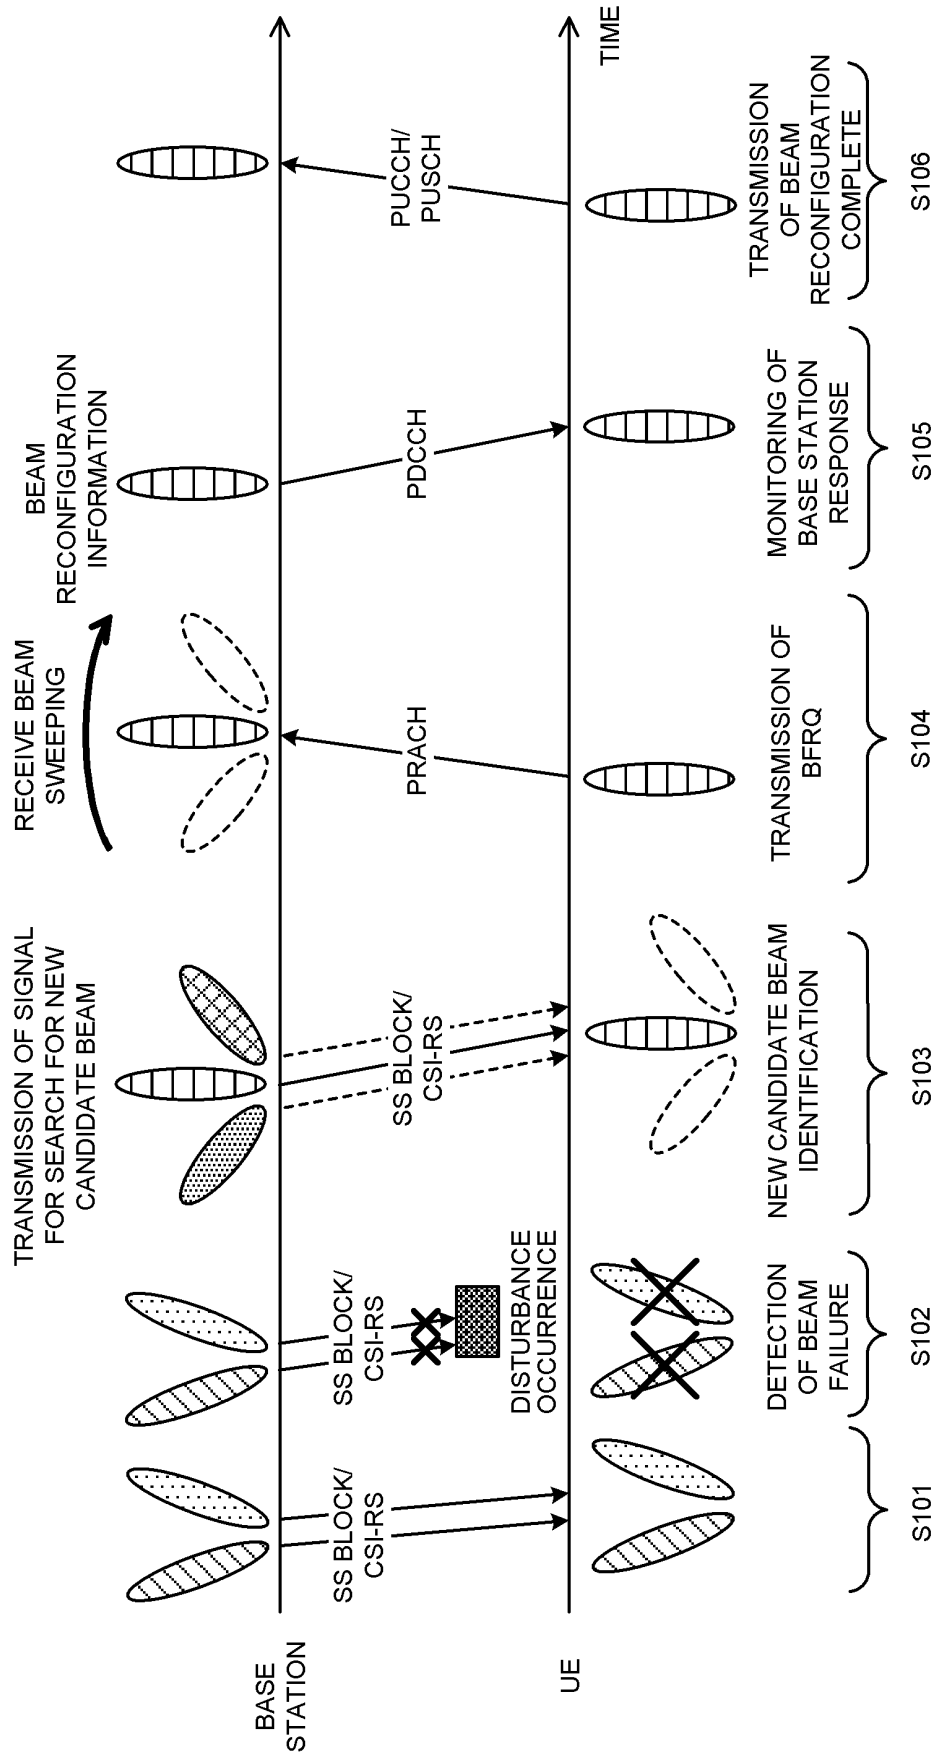 TRANSMISSION OF SIGNAL
FOR SEARCH FOR NEW
CANDIDATE BEAM
RECEIVE BEAM
SWEEPING
BEAM
RECONFIGURATION
INFORMATION
BASE
STATION
SS BLOCK/
CSI-RS
SS BLOCK/
CSI-RS
SS BLOCK/
CSI-RS
PRACH
PDCCH
PUCCH/
PUSCH
DISTURBANCE
OCCURRENCE
UE
TIME
DETECTION
OF BEAM
FAILURE
NEW CANDIDATE BEAM
IDENTIFICATION
TRANSMISSION OF
BFRQ
MONITORING OF
BASE STATION
RESPONSE
TRANSMISSION
OF BEAM
RECONFIGURATION
COMPLETE
S101
S102
S103
S104
S105
S106